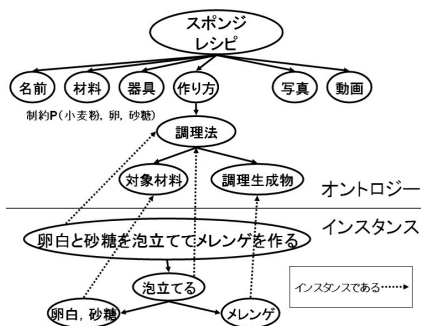 スポンジ
レシピ
名前
材料
器具
作り方
写真
動画
制約P(小麦粉, 卵, 砂糖)
調理法
対象材料
調理生成物
オントロジー
インスタンス
卵白と砂糖を泡立ててメレンゲを作る
泡立てる
インスタンスである
卵白, 砂糖
メレンゲ